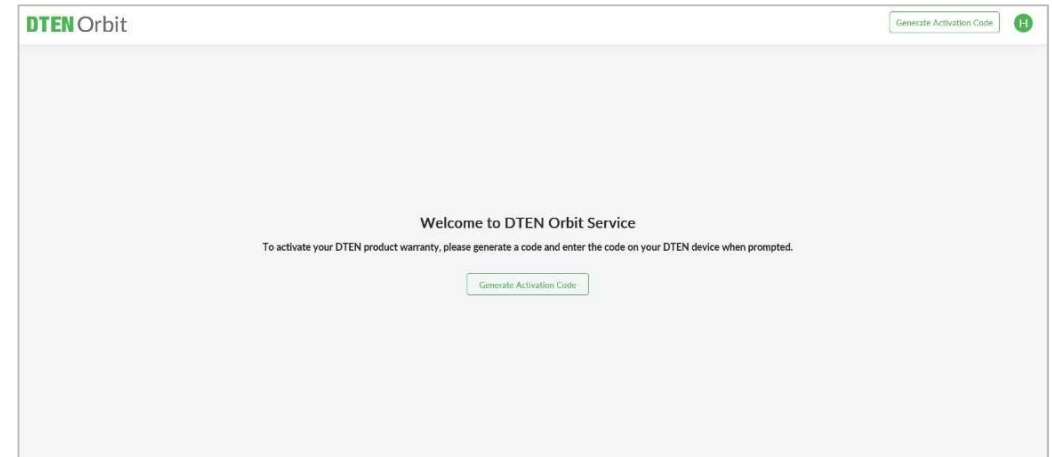 DTEN Orbit
Generate Activation Code
H
Welcome to DTEN Orbit Service
To activate your DTEN product warranty, please generate a code and enter the code on your DTEN device when prompted.
Generate Activation Code